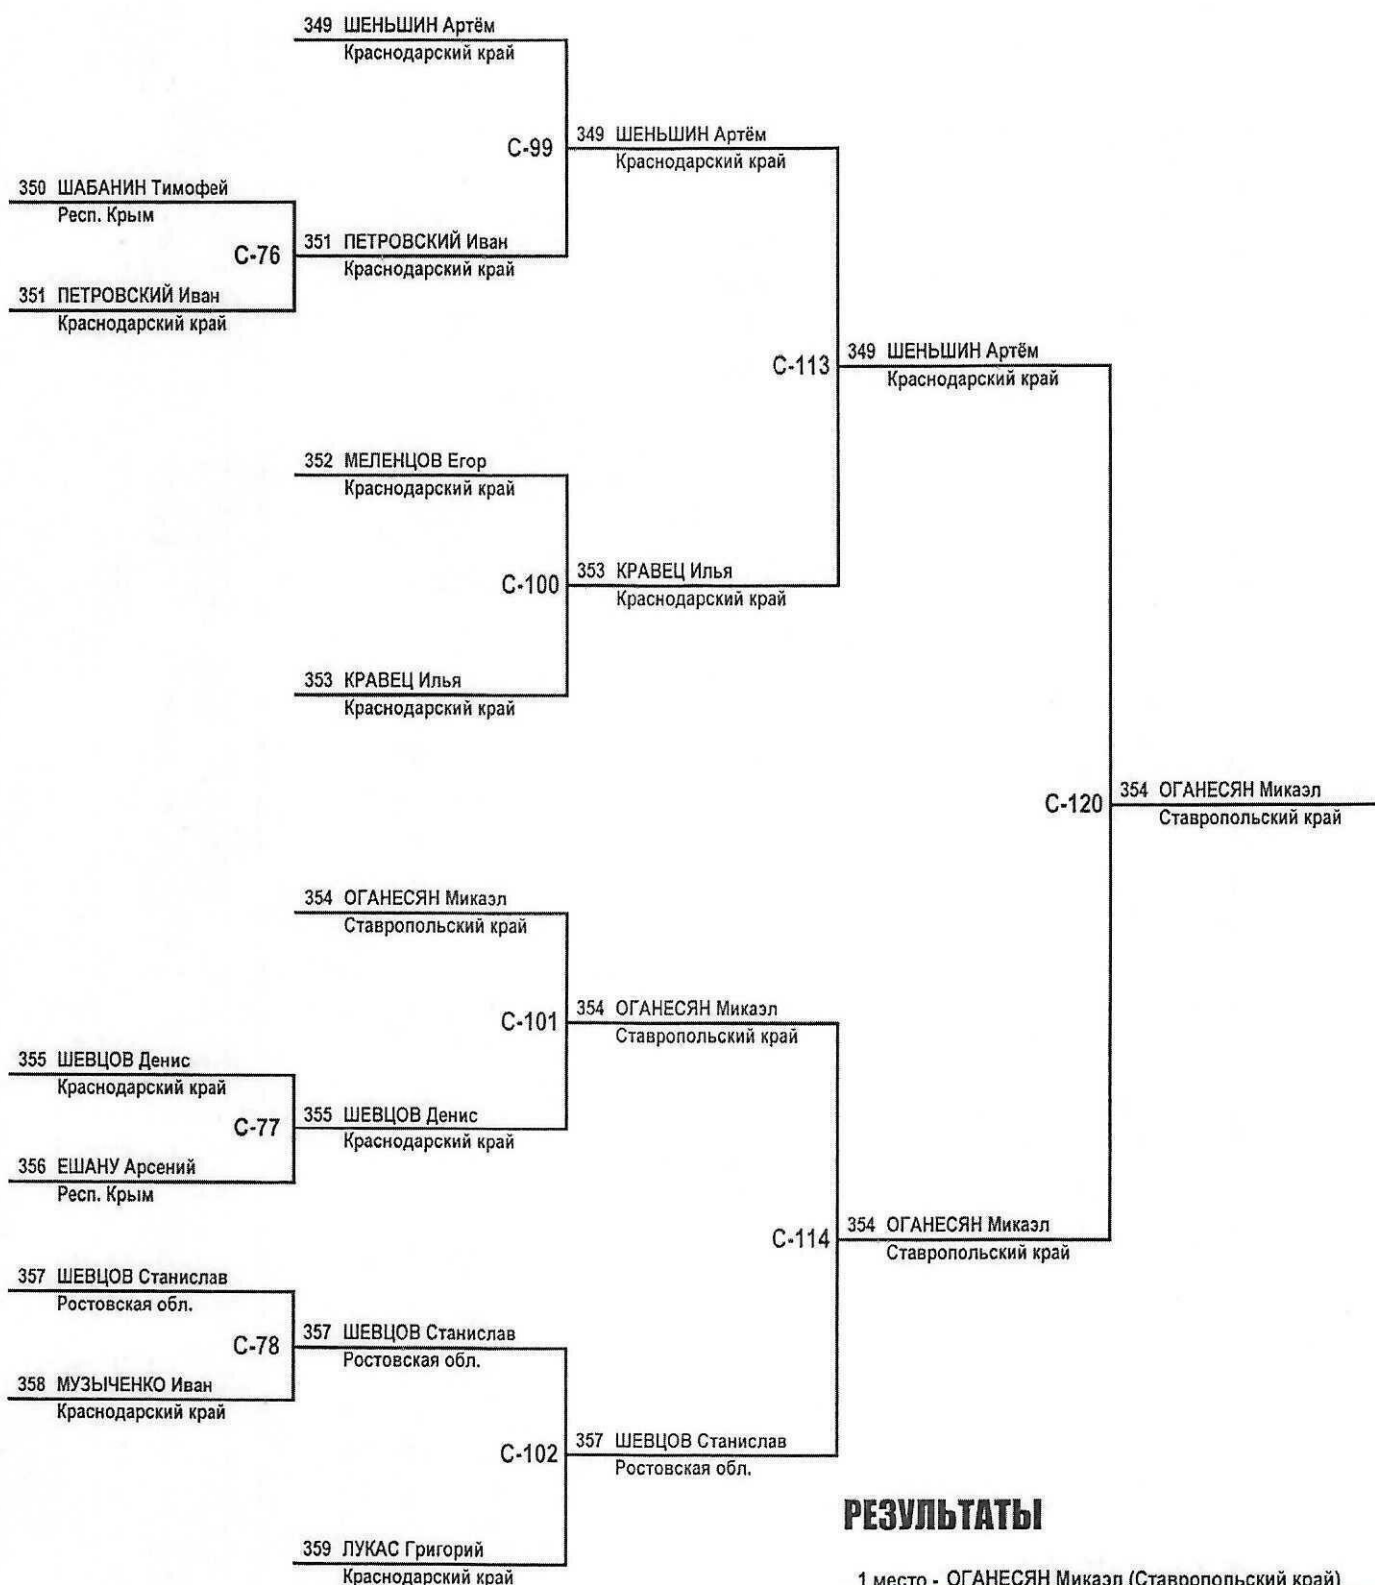 349 ШЕНЬШИН Артём
Краснодарский край
С-99
349 ШЕНЬШИН Артём
Краснодарский край
350 ШАБАНИН Тимофей
Респ. Крым
С-76
351 ПЕТРОВСКИЙ Иван
Краснодарский край
351 ПЕТРОВСКИЙ Иван
Краснодарский край
С-113
349 ШЕНЬШИН Артём
Краснодарский край
352 МЕЛЕНЦОВ Егор
Краснодарский край
С-100
353 КРАВЕЦ Илья
Краснодарский край
353 КРАВЕЦ Илья
Краснодарский край
С-120
354 ОГАНЕСЯН Микаэл
Ставропольский край
354 ОГАНЕСЯН Микаэл
Ставропольский край
С-101
354 ОГАНЕСЯН Микаэл
Ставропольский край
355 ШЕВЦОВ Денис
Краснодарский край
С-77
355 ШЕВЦОВ Денис
Краснодарский край
356 ЕШАНУ Арсений
Респ. Крым
С-114
354 ОГАНЕСЯН Микаэл
Ставропольский край
357 ШЕВЦОВ Станислав
Ростовская обл.
С-78
357 ШЕВЦОВ Станислав
Ростовская обл.
358 МУЗЫЧЕНКО Иван
Краснодарский край
С-102
357 ШЕВЦОВ Станислав
Ростовская обл.
359 ЛУКАС Григорий
Краснодарский край
РЕЗУЛЬТАТЫ
1 место - ОГАНЕСЯН Микаэл (Ставропольский край)